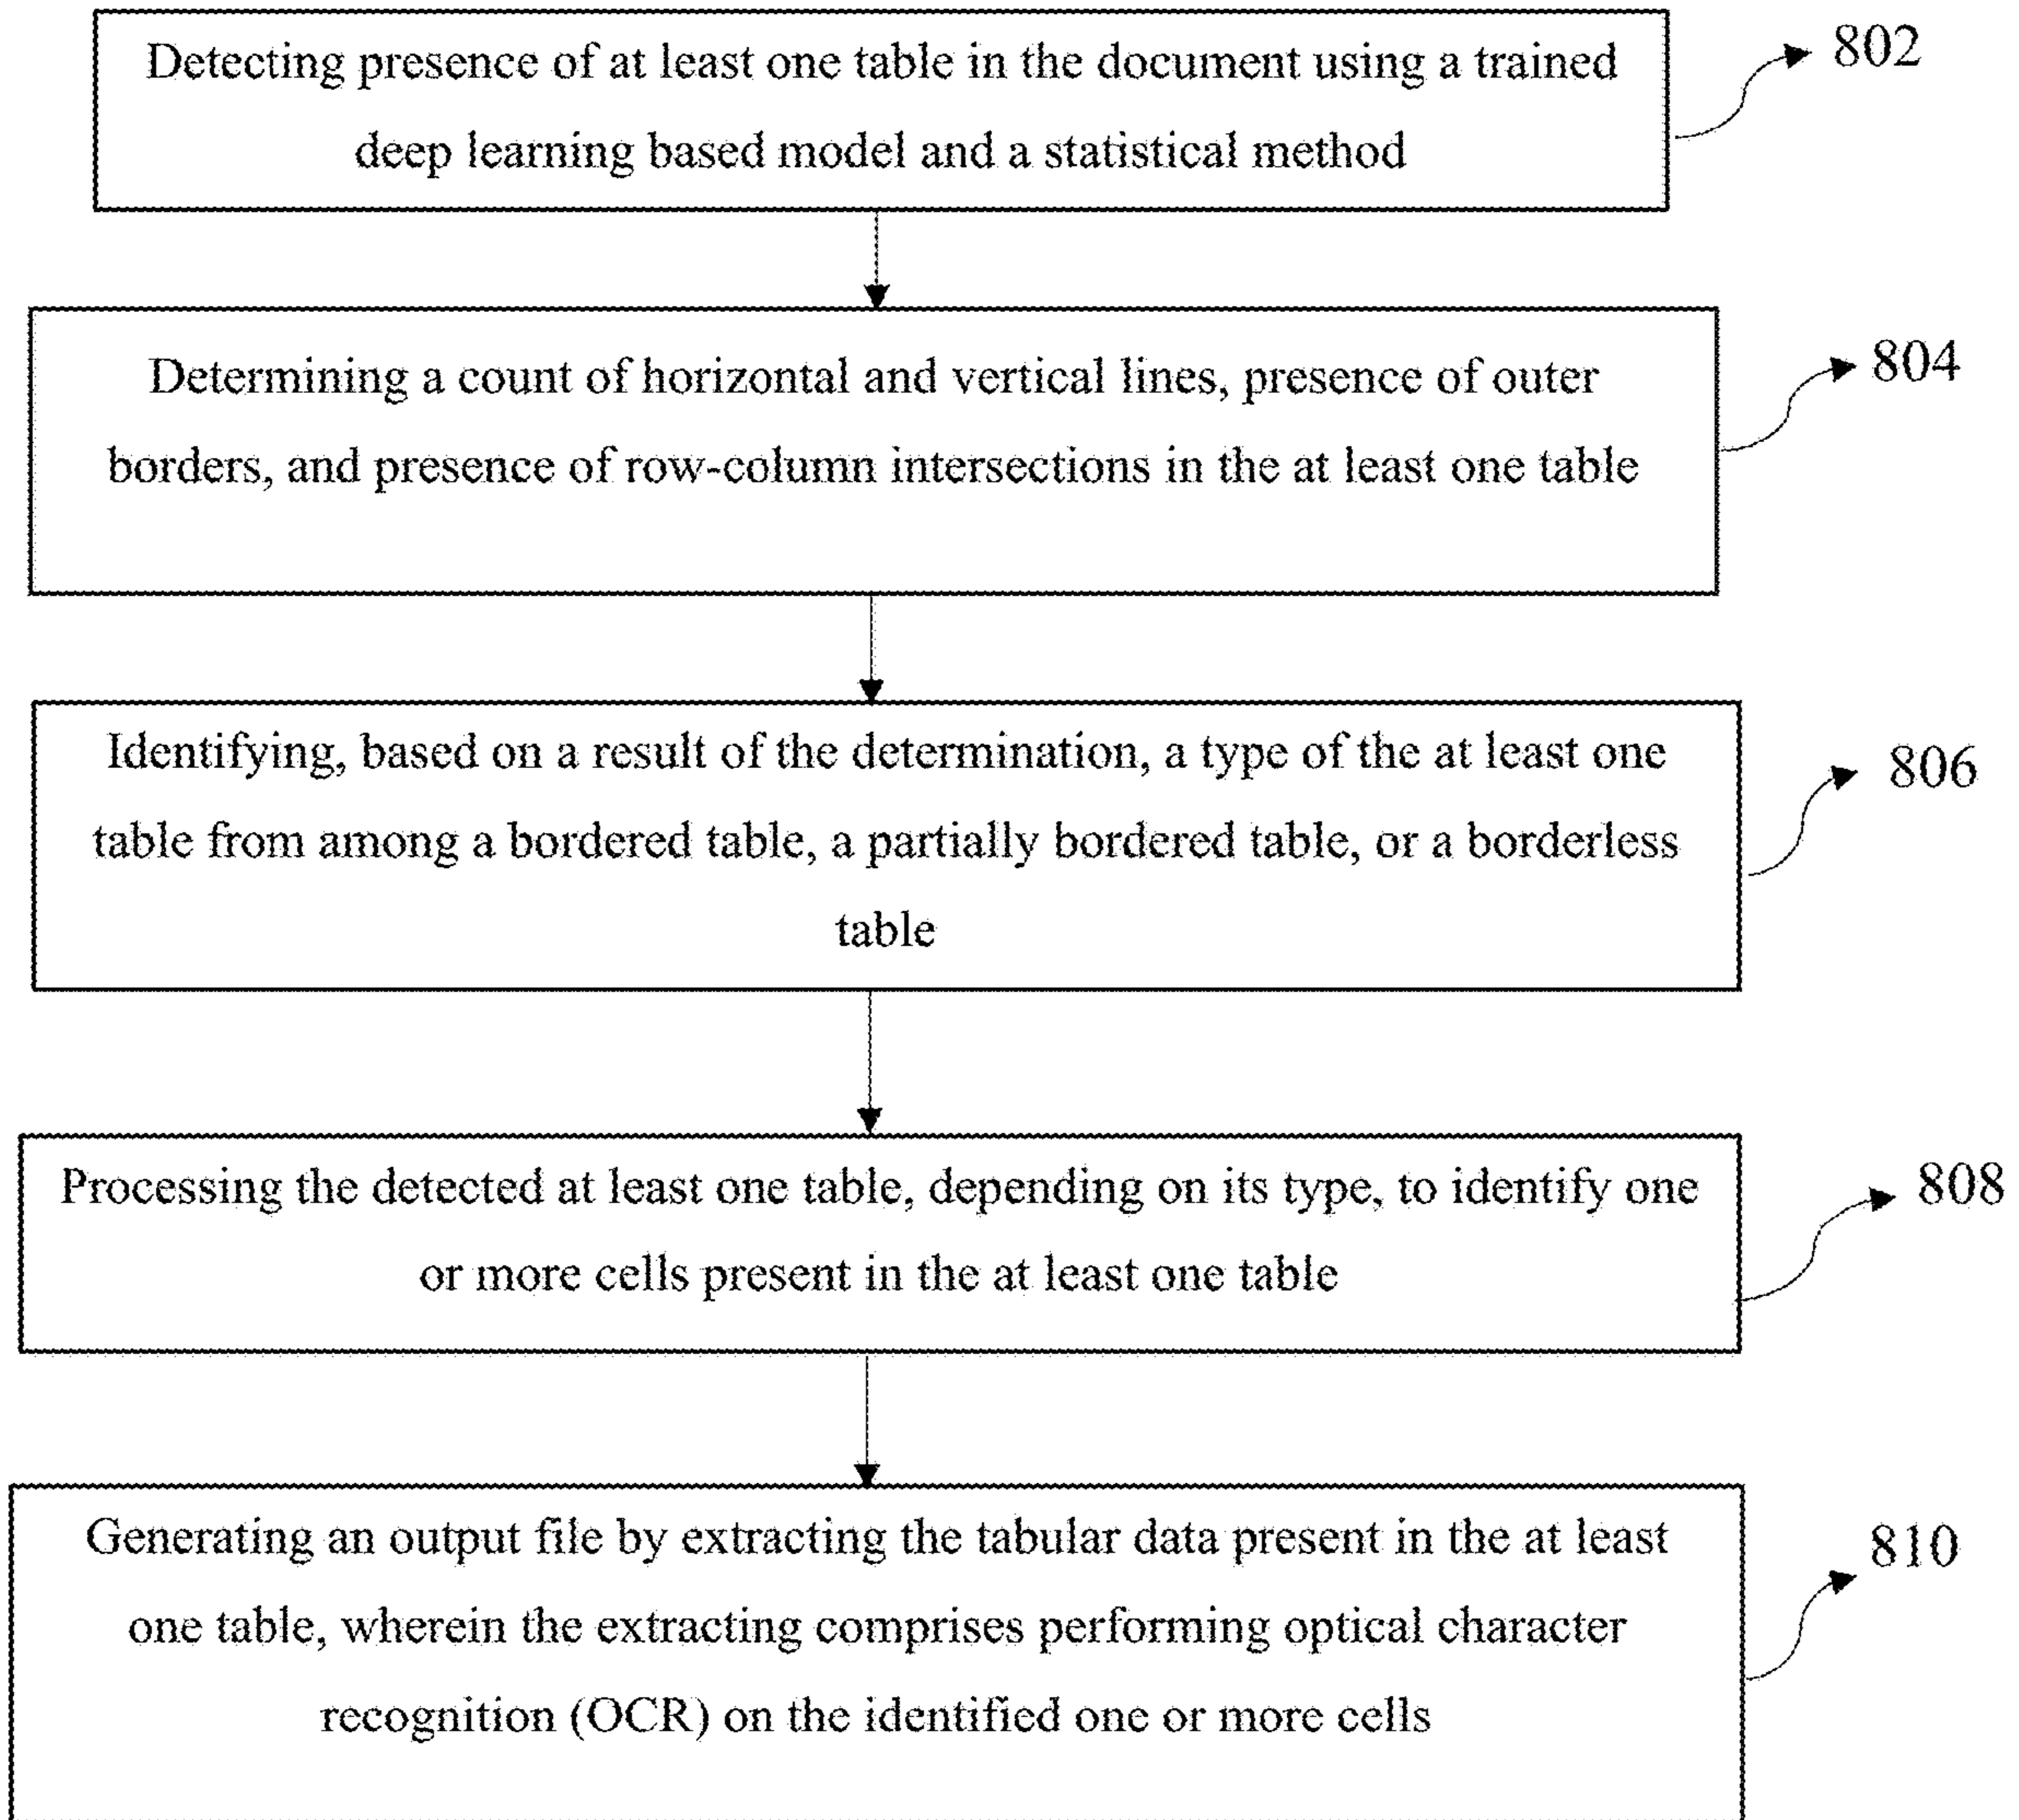 Detecting presence of at least one table in the document using a trained
deep learning based model and a statistical method
802
Determining a count of horizontal and vertical lines, presence of outer
borders, and presence of row-column intersections in the at least one table
804
Identifying, based on a result of the determination, a type of the at least one
table from among a bordered table, a partially bordered table, or a borderless
table
806
Processing the detected at least one table, depending on its type, to identify one
or more cells present in the at least one table
808
Generating an output file by extracting the tabular data present in the at least
one table, wherein the extracting comprises performing optical character
recognition (OCR) on the identified one or more cells
810